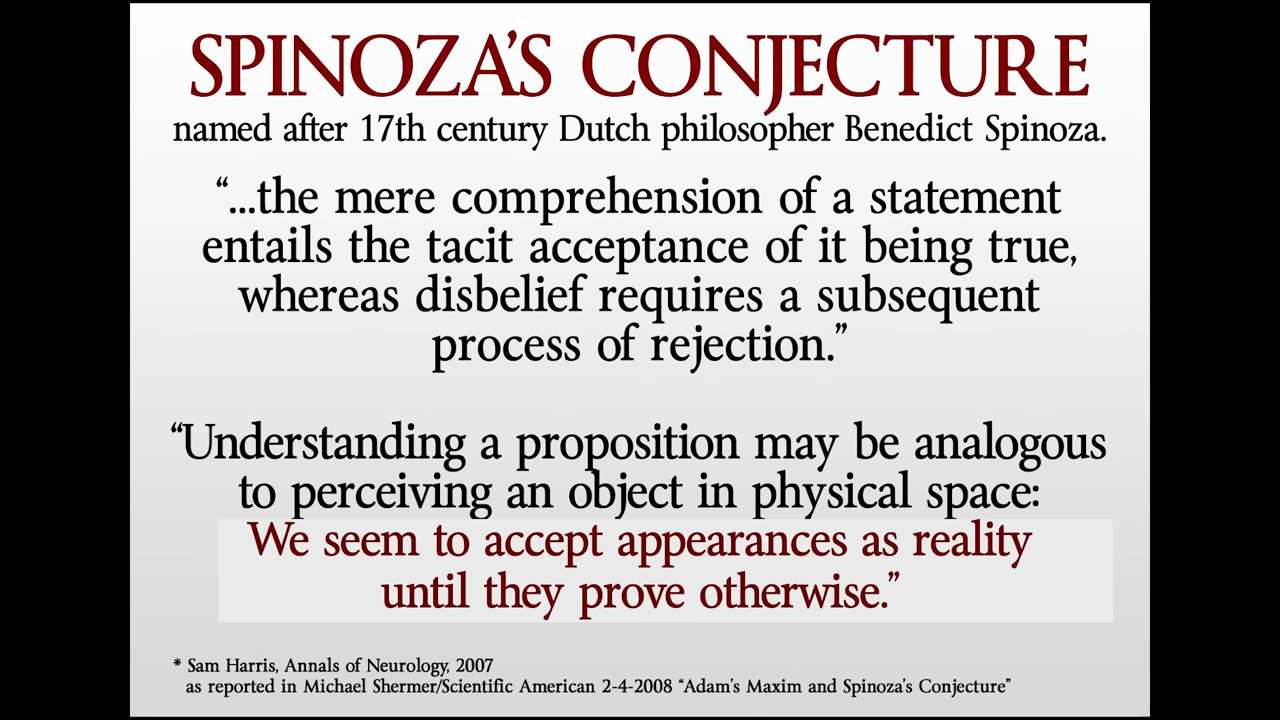 SPINOZA'S CONJECTURE
named after 17th century Dutch philosopher Benedict Spinoza.
“...the mere comprehension of a statement
entails the tacit acceptance of it being true,
whereas disbelief requires a subsequent
process of rejection.”
“Understanding a proposition may be analogous
to perceiving an object in physical space:
We seem to accept appearances as reality
until they prove otherwise.”
* Sam Harris, Annals of Neurology, 2007
as reported in Michael Shermer/Scientific American 2-4-2008 “Adam's Maxim and Spinoza's Conjecture”